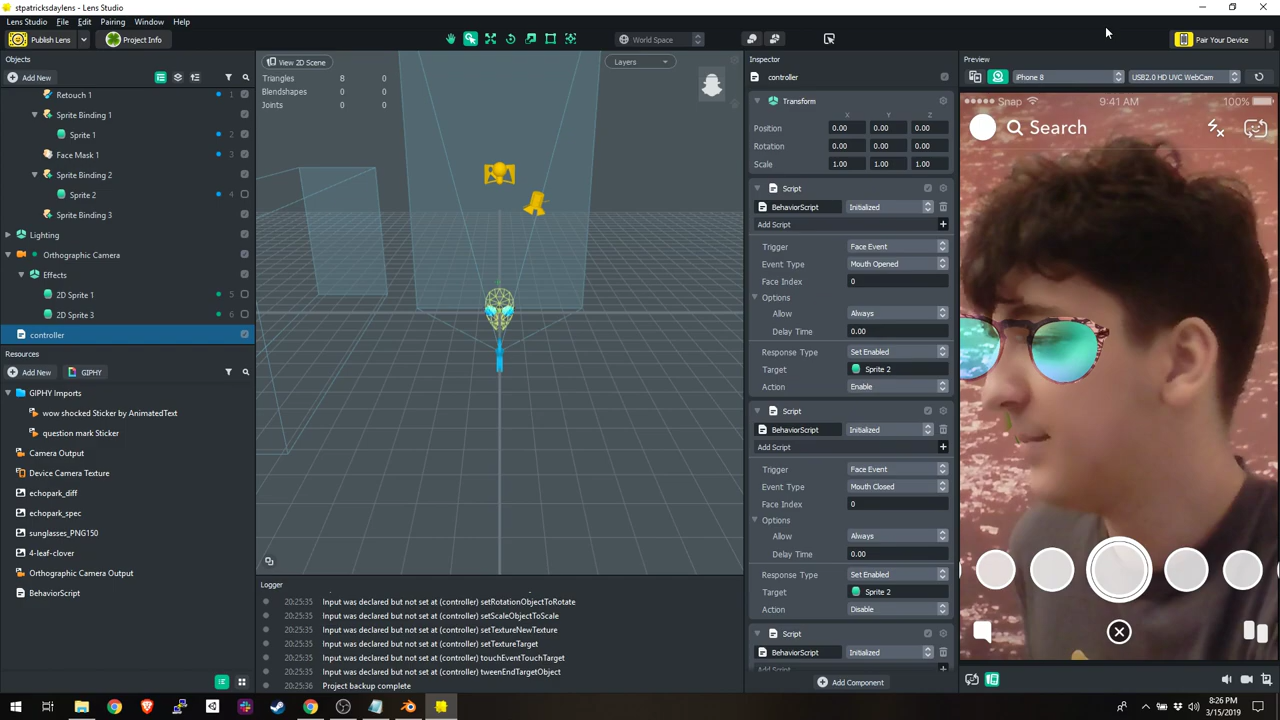 stpatricksdaylens - Lens Studio
Lens Studio File Edit Pairing Window Help
Publish Lens Project Info World Space Pair Your Device
Objects
Add New
Retouch 1 1
Sprite Binding 1
Sprite 1 2
Face Mask 1 3
Sprite Binding 2
Sprite 2 4
Sprite Binding 3
Lighting
Orthographic Camera
Effects
2D Sprite 1 5
2D Sprite 3 6
controller
Resources
Add New GIPHY
GIPHY Imports
wow shocked Sticker by AnimatedText
question mark Sticker
Camera Output
Device Camera Texture
echopark_diff
echopark_spec
sunglasses_PNG150
4-leaf-clover
Orthographic Camera Output
BehaviorScript
View 2D Scene Layers
Triangles 8 0
Blendshapes 0 0
Joints 0 0
Logger
20:25:35 Input was declared but not set at (controller) setRotationObjectToRotate
20:25:35 Input was declared but not set at (controller) setScaleObjectToScale
20:25:35 Input was declared but not set at (controller) setTextureNewTexture
20:25:35 Input was declared but not set at (controller) setTextureTarget
20:25:35 Input was declared but not set at (controller) touchEventTouchTarget
20:25:35 Input was declared but not set at (controller) tweenEndTargetObject
20:25:36 Project backup complete
Inspector
controller
Transform
X Y Z
Position 0.00 0.00 0.00
Rotation 0.00 0.00 0.00
Scale 1.00 1.00 1.00
Script
BehaviorScript Initialized
Add Script
Trigger Face Event
Event Type Mouth Opened
Face Index 0
Options
Allow Always
Delay Time 0.00
Response Type Set Enabled
Target Sprite 2
Action Enable
Script
BehaviorScript Initialized
Add Script
Trigger Face Event
Event Type Mouth Closed
Face Index 0
Options
Allow Always
Delay Time 0.00
Response Type Set Enabled
Target Sprite 2
Action Disable
Script
BehaviorScript Initialized
Add Script
Add Component
Preview
iPhone 8 USB2.0 HD UVC WebCam
Snap 9:41 AM 100%
Search
8:26 PM
3/15/2019